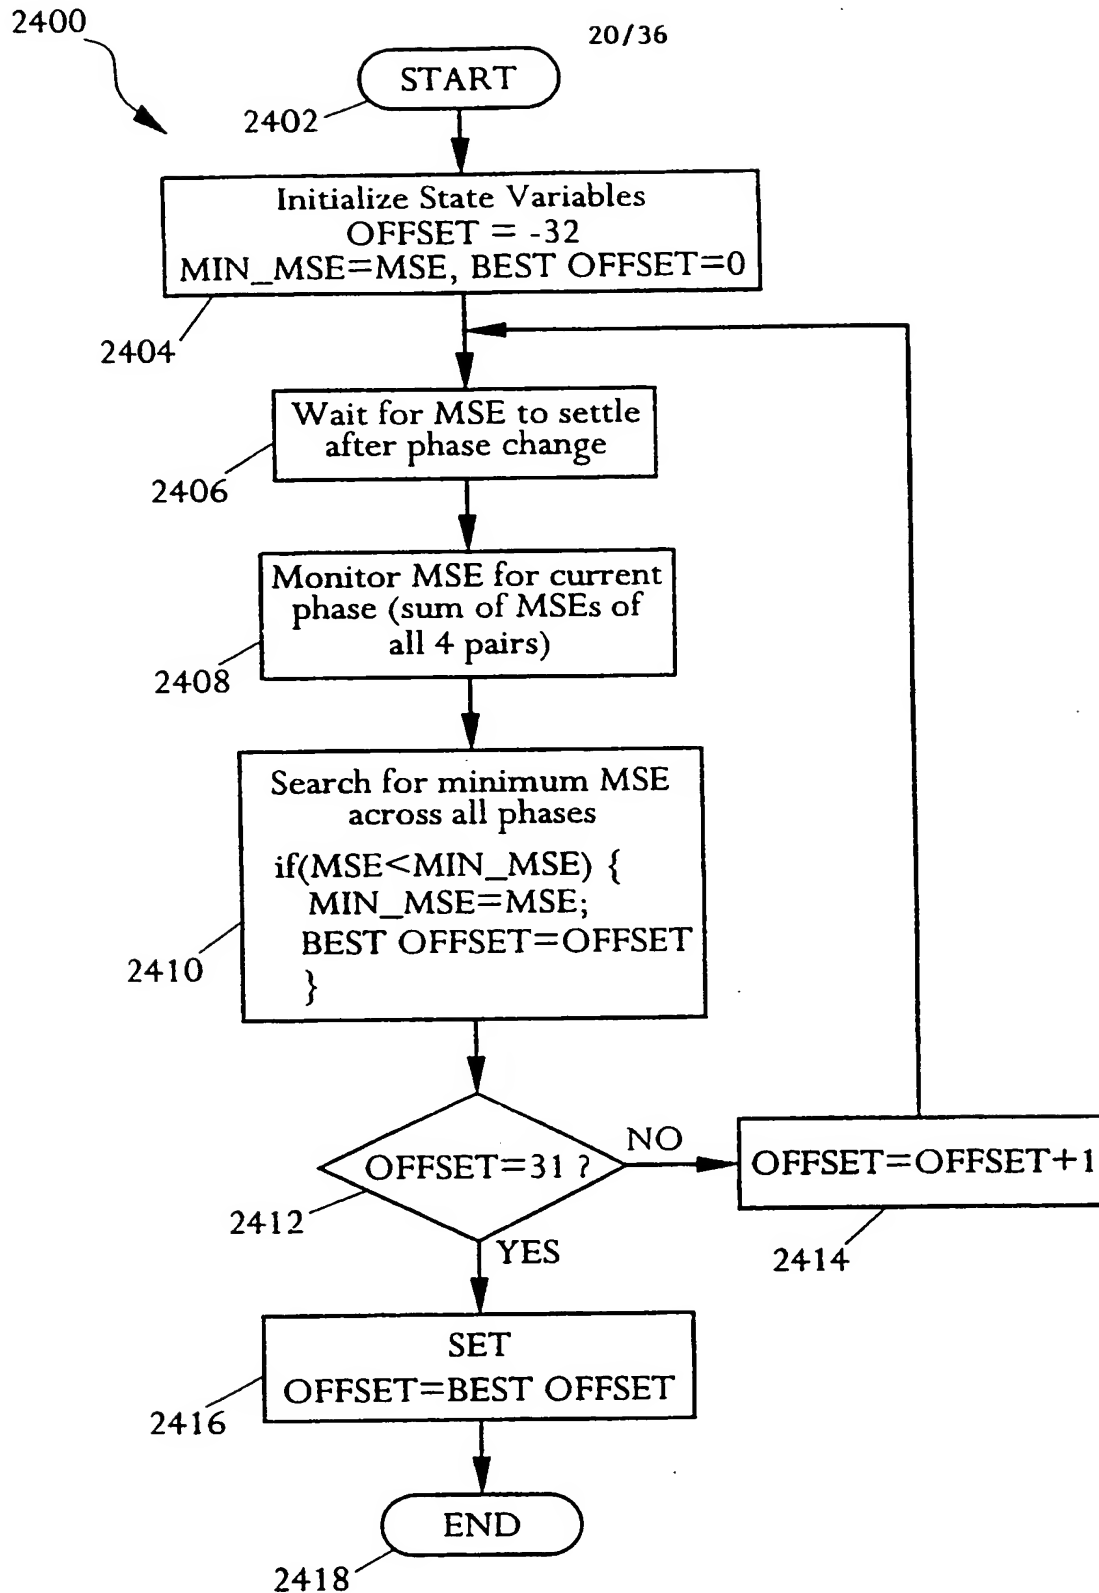 2400
20/36
START
2402
Initialize State Variables
OFFSET = -32
MIN_MSE=MSE, BEST OFFSET=0
2404
Wait for MSE to settle
after phase change
2406
Monitor MSE for current
phase (sum of MSEs of
all 4 pairs)
2408
Search for minimum MSE
across all phases
if(MSE<MIN_MSE) {
MIN_MSE=MSE;
BEST OFFSET=OFFSET
}
2410
OFFSET=31 ?
NO
OFFSET=OFFSET+1
2412
YES
2414
SET
OFFSET=BEST OFFSET
2416
END
2418